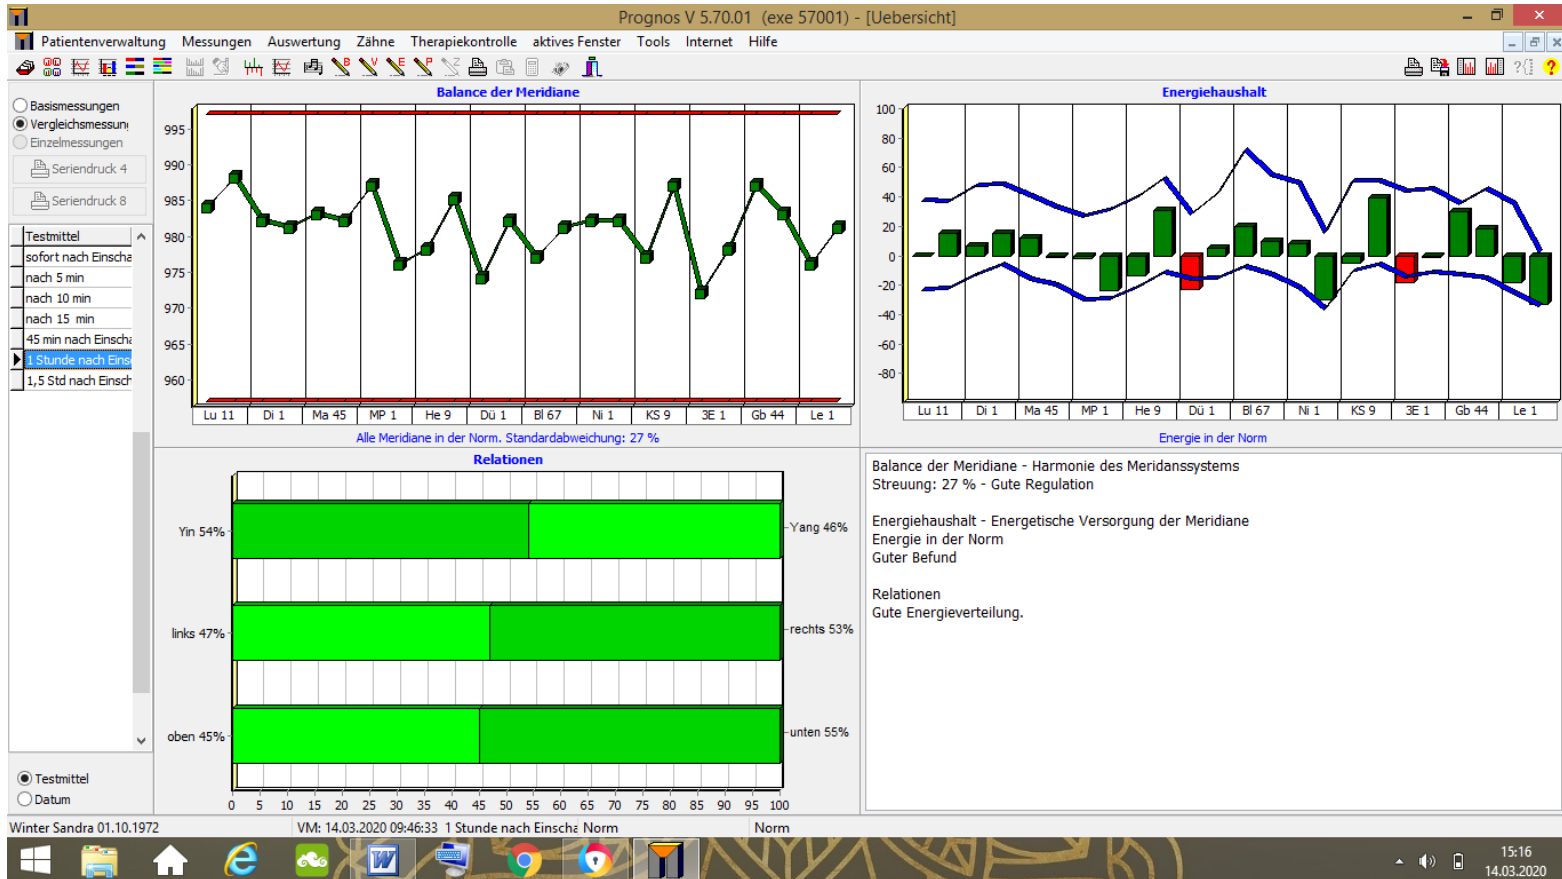 Prognos V 5.70.01 (exe 57001) - [Uebersicht]
Patientenverwaltung Messungen Auswertung Zähne Therapiekontrolle aktives Fenster Tools Internet Hilfe
B V E P
Basismessungen
Vergleichsmessun
Einzelmessungen
Seriendruck 4
Seriendruck 8
Testmittel
sofort nach Einscha
nach 5 min
nach 10 min
nach 15 min
45 min nach Einscha
1 Stunde nach Eins
1,5 Std nach Einsch
Testmittel
Datum
Balance der Meridiane
995
990
985
980
975
970
965
960
Lu 11 Di 1 Ma 45 MP 1 He 9 Dü 1 Bl 67 Ni 1 KS 9 3E 1 Gb 44 Le 1
Alle Meridiane in der Norm. Standardabweichung: 27 %
Energiehaushalt
100
80
60
40
20
0
-20
-40
-60
-80
Lu 11 Di 1 Ma 45 MP 1 He 9 Dü 1 Bl 67 Ni 1 KS 9 3E 1 Gb 44 Le 1
Energie in der Norm
Relationen
Yin 54% Yang 46%
links 47% rechts 53%
oben 45% unten 55%
0 5 10 15 20 25 30 35 40 45 50 55 60 65 70 75 80 85 90 95 100
Balance der Meridiane - Harmonie des Meridanssystems
Streuung: 27 % - Gute Regulation
Energiehaushalt - Energetische Versorgung der Meridiane
Energie in der Norm
Guter Befund
Relationen
Gute Energieverteilung.
Winter Sandra 01.10.1972 VM: 14.03.2020 09:46:33 1 Stunde nach Einscha Norm Norm
15:16
14.03.2020